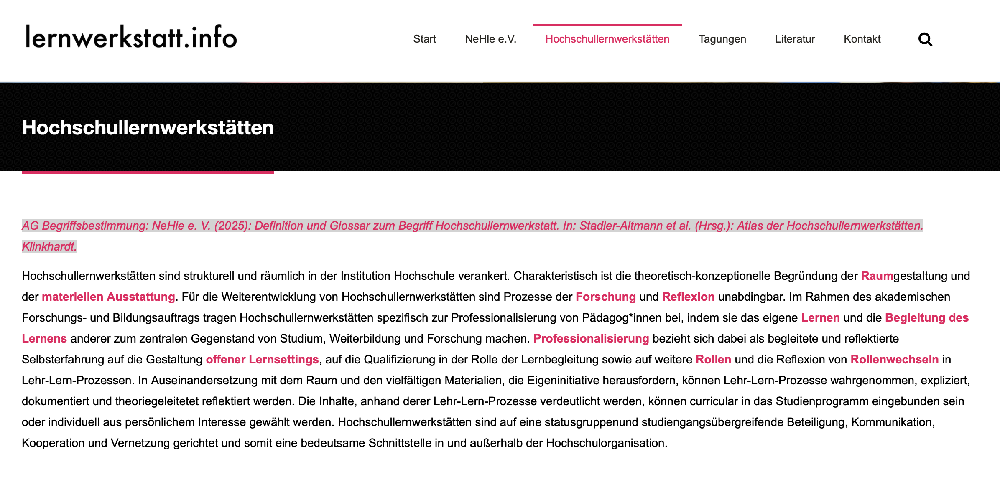 lernwerkstatt.info
Start NeHle e.V. Hochschullernwerkstätten Tagungen Literatur Kontakt
Hochschullernwerkstätten
AG Begriffsbestimmung: NeHle e. V. (2025): Definition und Glossar zum Begriff Hochschullernwerkstatt. In: Stadler-Altmann et al. (Hrsg.): Atlas der Hochschullernwerkstätten.
Klinkhardt.
Hochschullernwerkstätten sind strukturell und räumlich in der Institution Hochschule verankert. Charakteristisch ist die theoretisch-konzeptionelle Begründung der Raumgestaltung und
der materiellen Ausstattung. Für die Weiterentwicklung von Hochschullernwerkstätten sind Prozesse der Forschung und Reflexion unabdingbar. Im Rahmen des akademischen
Forschungs- und Bildungsauftrags tragen Hochschullernwerkstätten spezifisch zur Professionalisierung von Pädagog*innen bei, indem sie das eigene Lernen und die Begleitung des
Lernens anderer zum zentralen Gegenstand von Studium, Weiterbildung und Forschung machen. Professionalisierung bezieht sich dabei als begleitete und reflektierte
Selbsterfahrung auf die Gestaltung offener Lernsettings, auf die Qualifizierung in der Rolle der Lernbegleitung sowie auf weitere Rollen und die Reflexion von Rollenwechseln in
Lehr-Lern-Prozessen. In Auseinandersetzung mit dem Raum und den vielfältigen Materialien, die Eigeninitiative herausfordern, können Lehr-Lern-Prozesse wahrgenommen, expliziert,
dokumentiert und theoriegeleitetet reflektiert werden. Die Inhalte, anhand derer Lehr-Lern-Prozesse verdeutlicht werden, können curricular in das Studienprogramm eingebunden sein
oder individuell aus persönlichem Interesse gewählt werden. Hochschullernwerkstätten sind auf eine statusgruppenund studiengangsübergreifende Beteiligung, Kommunikation,
Kooperation und Vernetzung gerichtet und somit eine bedeutsame Schnittstelle in und außerhalb der Hochschulorganisation.